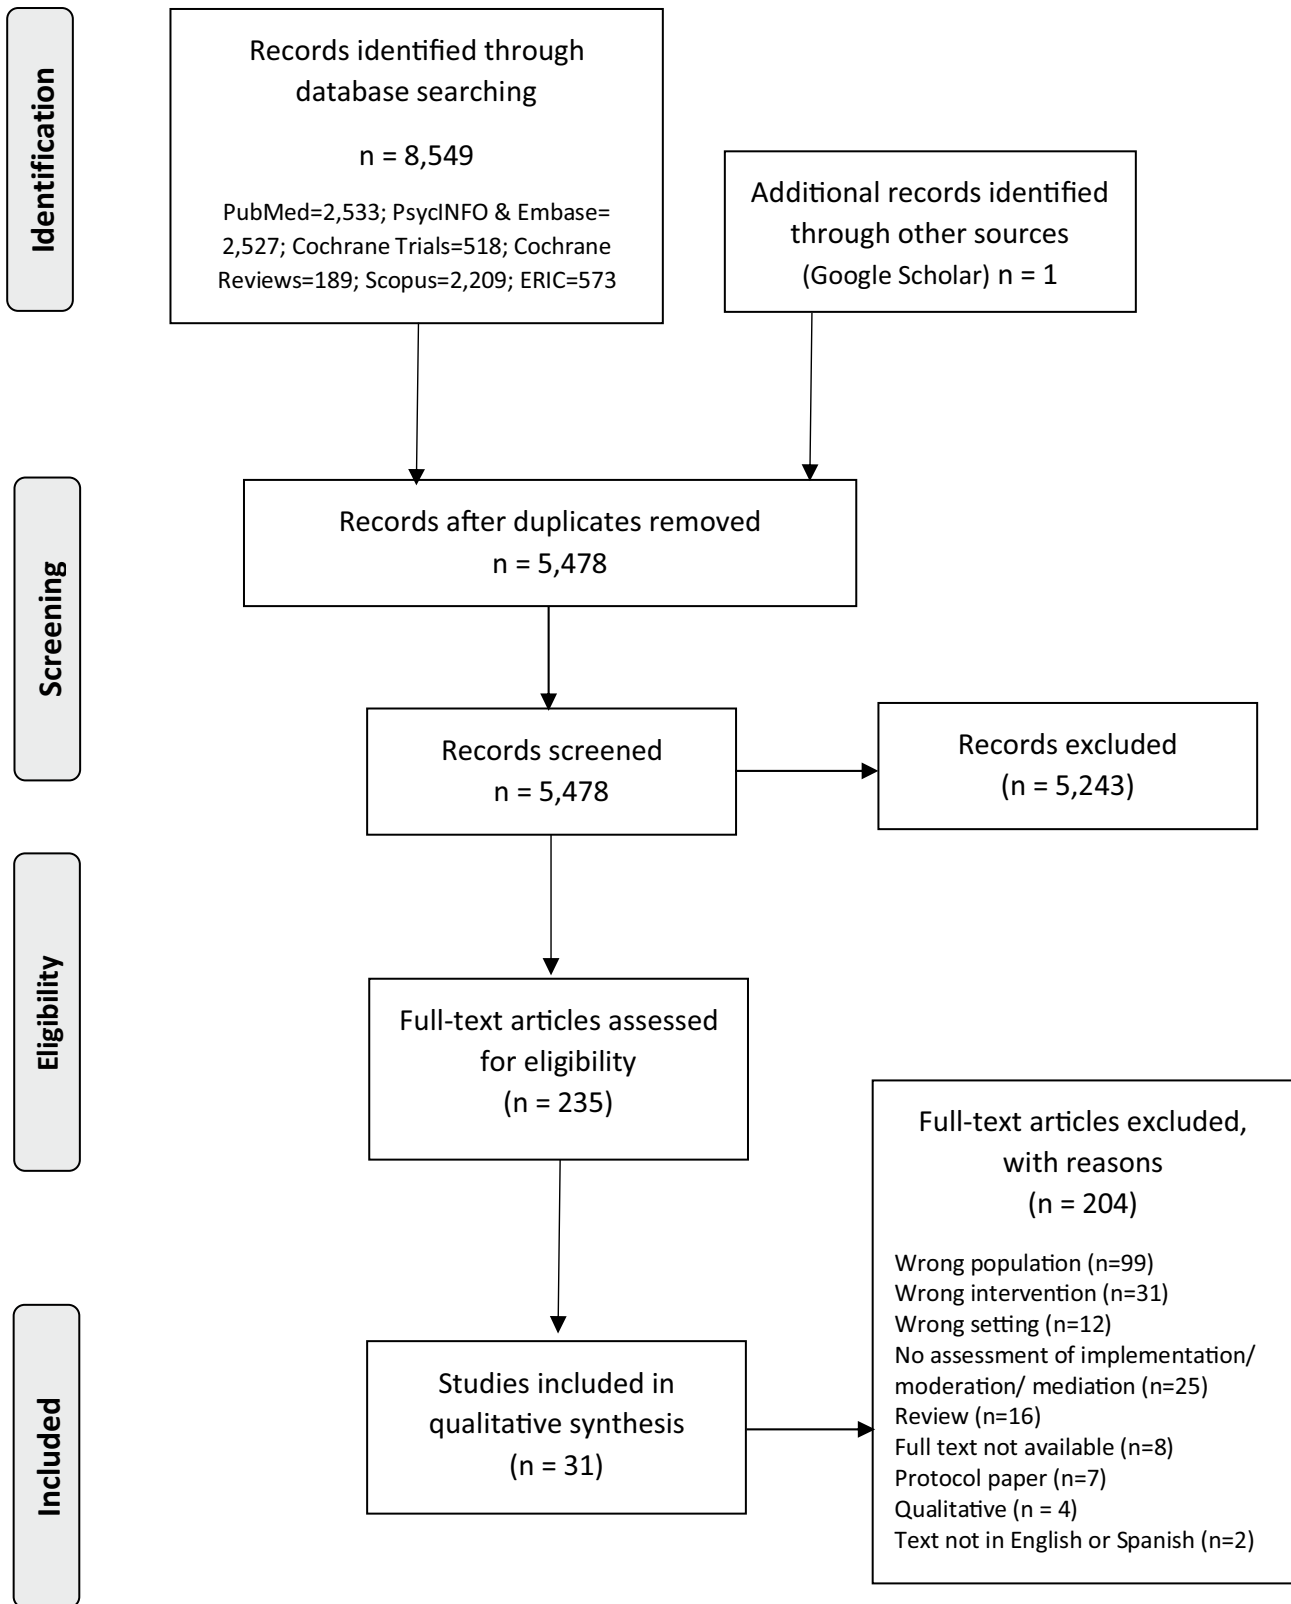 Identification
Records identified through
database searching
n = 8,549
PubMed=2,533; PsycINFO & Embase=
2,527; Cochrane Trials=518; Cochrane
Reviews=189; Scopus=2,209; ERIC=573
Additional records identified
through other sources
(Google Scholar) n = 1
Screening
Records after duplicates removed
n = 5,478
Records screened
n = 5,478
Records excluded
(n = 5,243)
Eligibility
Full-text articles assessed
for eligibility
(n = 235)
Full-text articles excluded,
with reasons
(n = 204)
Wrong population (n=99)
Wrong intervention (n=31)
Wrong setting (n=12)
No assessment of implementation/
moderation/ mediation (n=25)
Review (n=16)
Full text not available (n=8)
Protocol paper (n=7)
Qualitative (n = 4)
Text not in English or Spanish (n=2)
Included
Studies included in
qualitative synthesis
(n = 31)